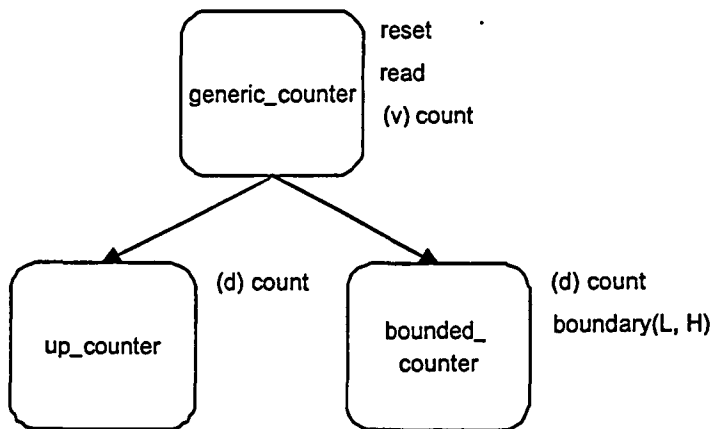 reset
read
generic_counter
(v) count
(d) count
up_counter
(d) count
boundary(L, H)
bounded_
counter